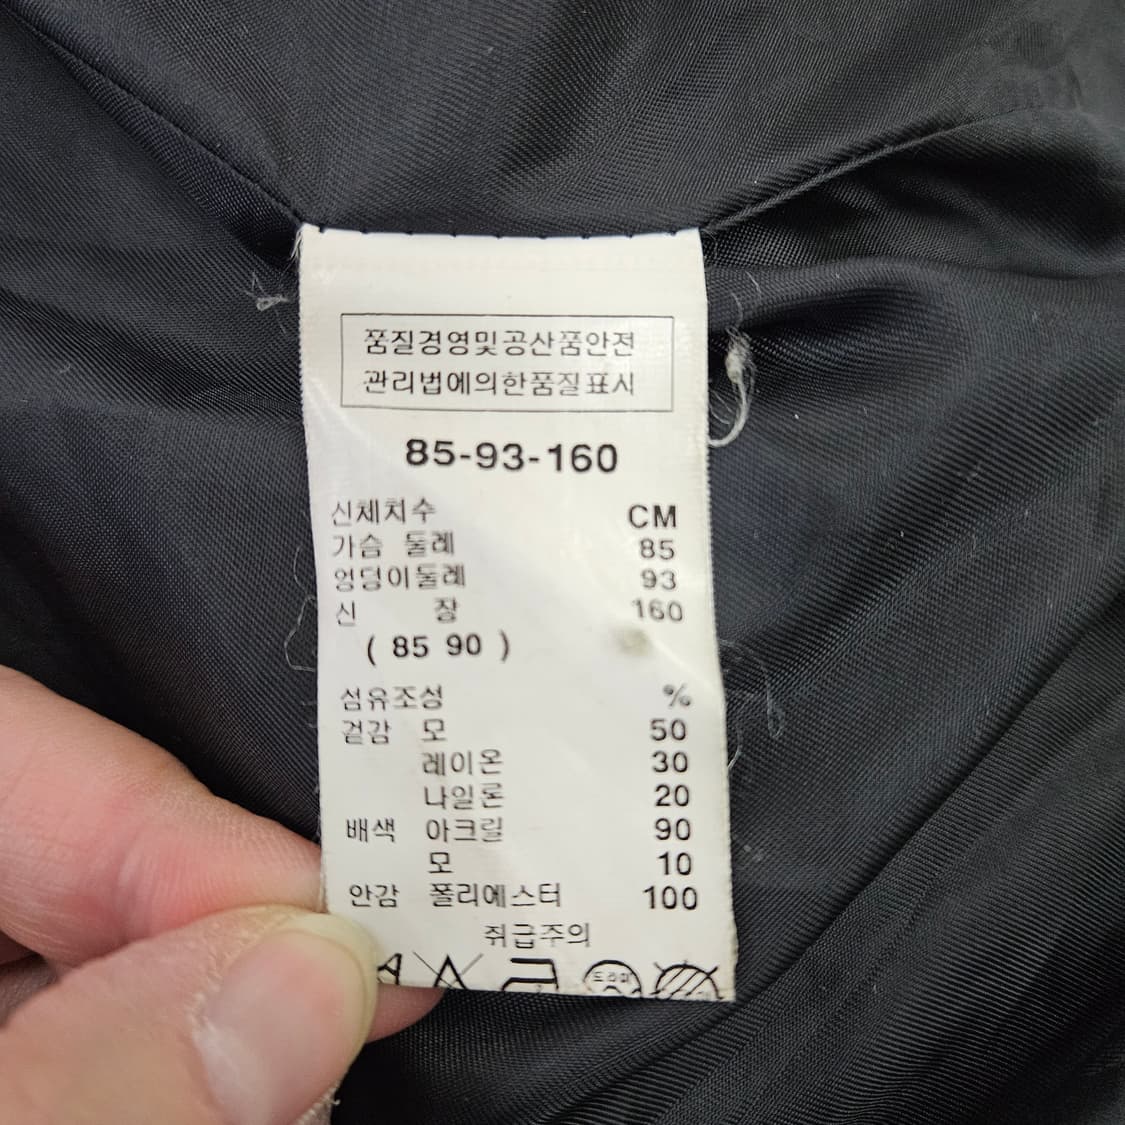 품질경영및공산품안전
관리법에의한품질표시
85-93-160
신체치수 CM
가슴 둘레 85
엉덩이둘레 93
신 장 160
( 85 90 )
섬유조성 %
겉감 모 50
레이온 30
나일론 20
배색 아크릴 90
모 10
안감 폴리에스터 100
취급주의